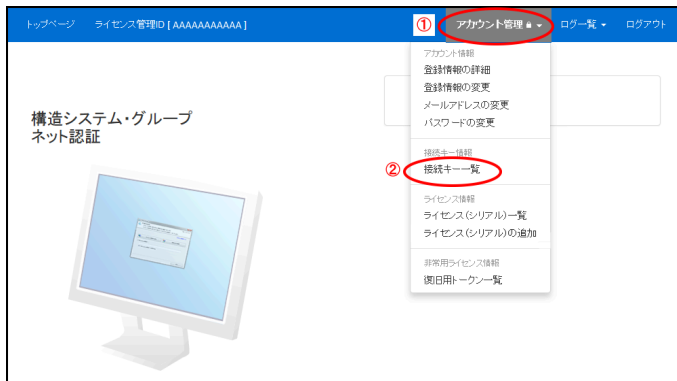 トップページ ライセンス管理ID [ AAAAAAAAAAA ] ① アカウント管理 ログ一覧 ログアウト
アカウント情報
登録情報の詳細
登録情報の変更
メールアドレスの変更
パスワードの変更
構造システム・グループ
ネット認証
接続キー情報
② 接続キー一覧
ライセンス情報
ライセンス(シリアル)一覧
ライセンス(シリアル)の追加
非常用ライセンス情報
復旧用トークン一覧